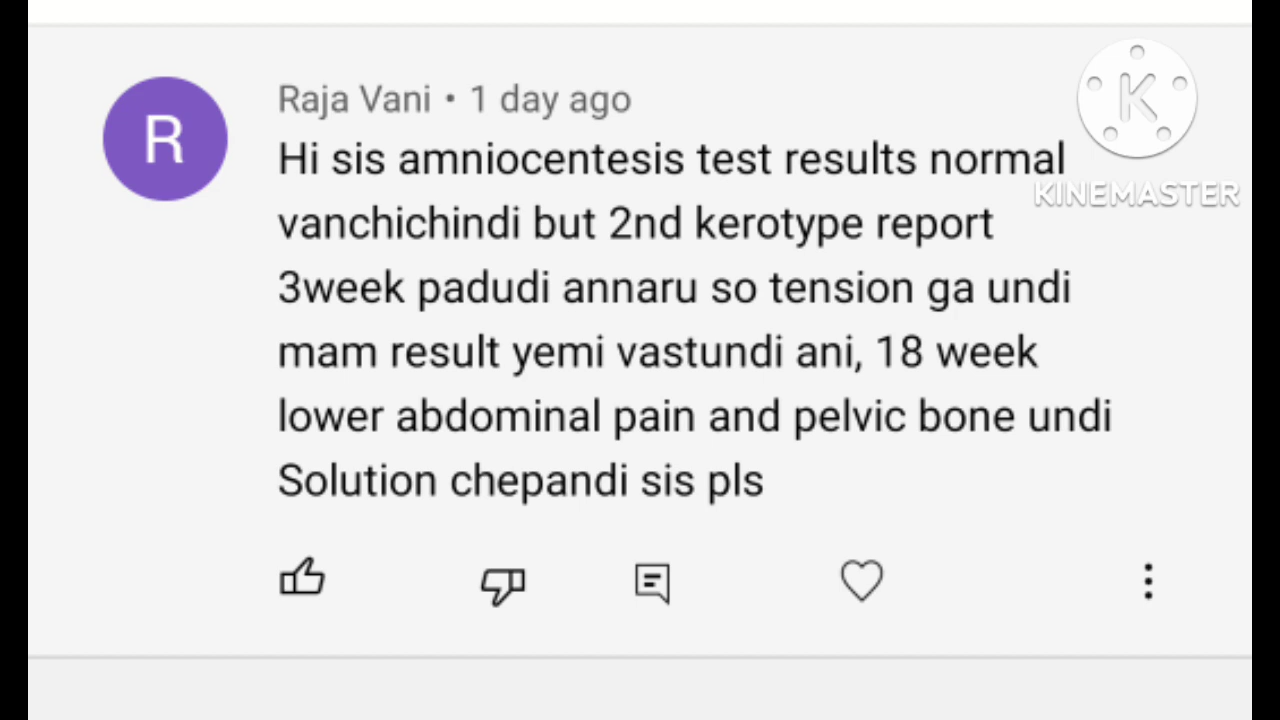 R
Raja Vani • 1 day ago
Hi sis amniocentesis test results normal
vanchichindi but 2nd kerotype report
3week padudi annaru so tension ga undi
mam result yemi vastundi ani, 18 week
lower abdominal pain and pelvic bone undi
Solution chepandi sis pls
K
KINEMASTER